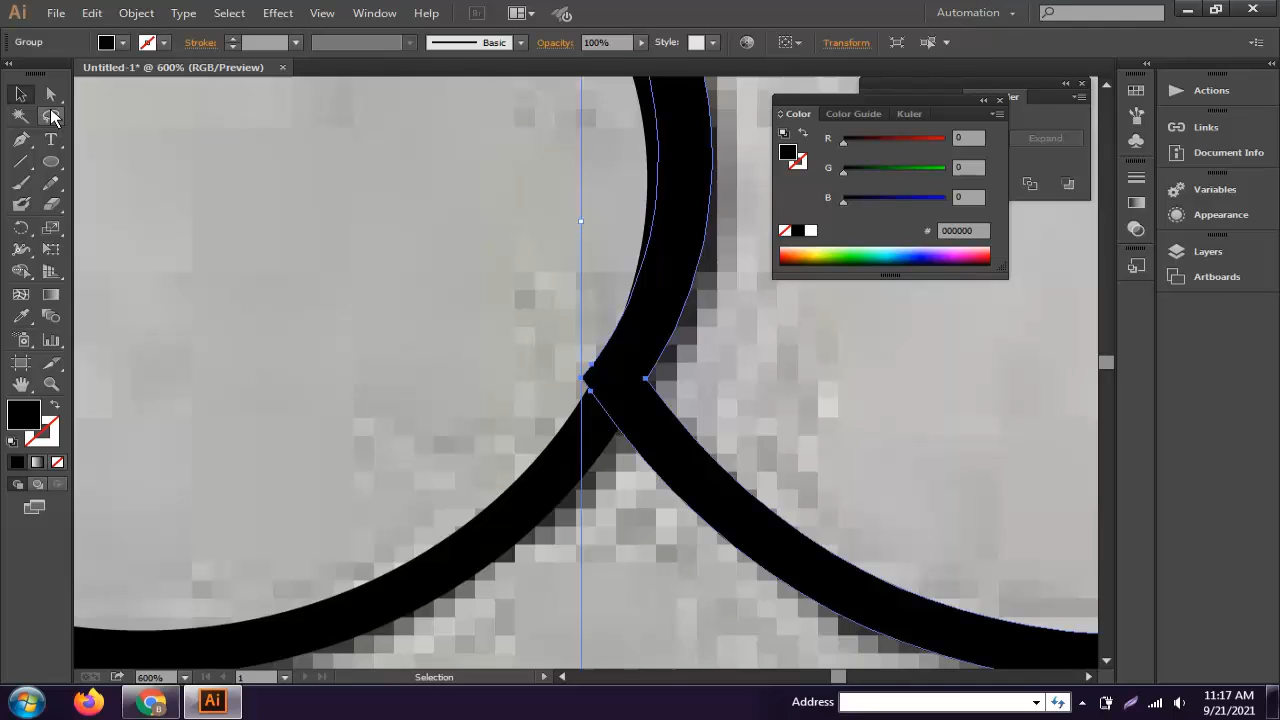 Ai File Edit Object Type Select Effect View Window Help Br Automation
Group Stroke: Basic Opacity: 100% Style: Transform
Untitled-1* @ 600% (RGB/Preview)
Color Color Guide Kuler
R 0
G 0
B 0
# 000000
Expand
Actions
Links
Document Info
Variables
Appearance
Layers
Artboards
T
600% 1 Selection
Ai Address 11:17 AM
9/21/2021